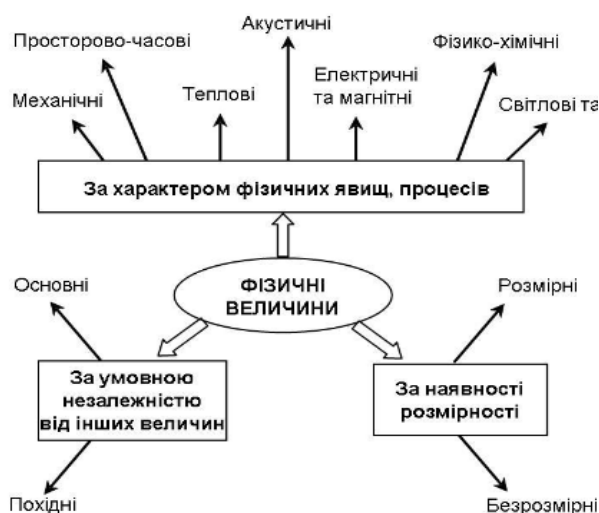 Акустичні
Просторово-часові
Фізико-хімічні
Електричні
та магнітні
Теплові
Механічні
Світлові та
За характером фізичних явищ, процесів
ФІЗИЧНІ
ВЕЛИЧИНИ
Основні
Розмірні
За умовною
незалежністю
від інших величин
За наявності
розмірності
Похідні
Безрозмірні